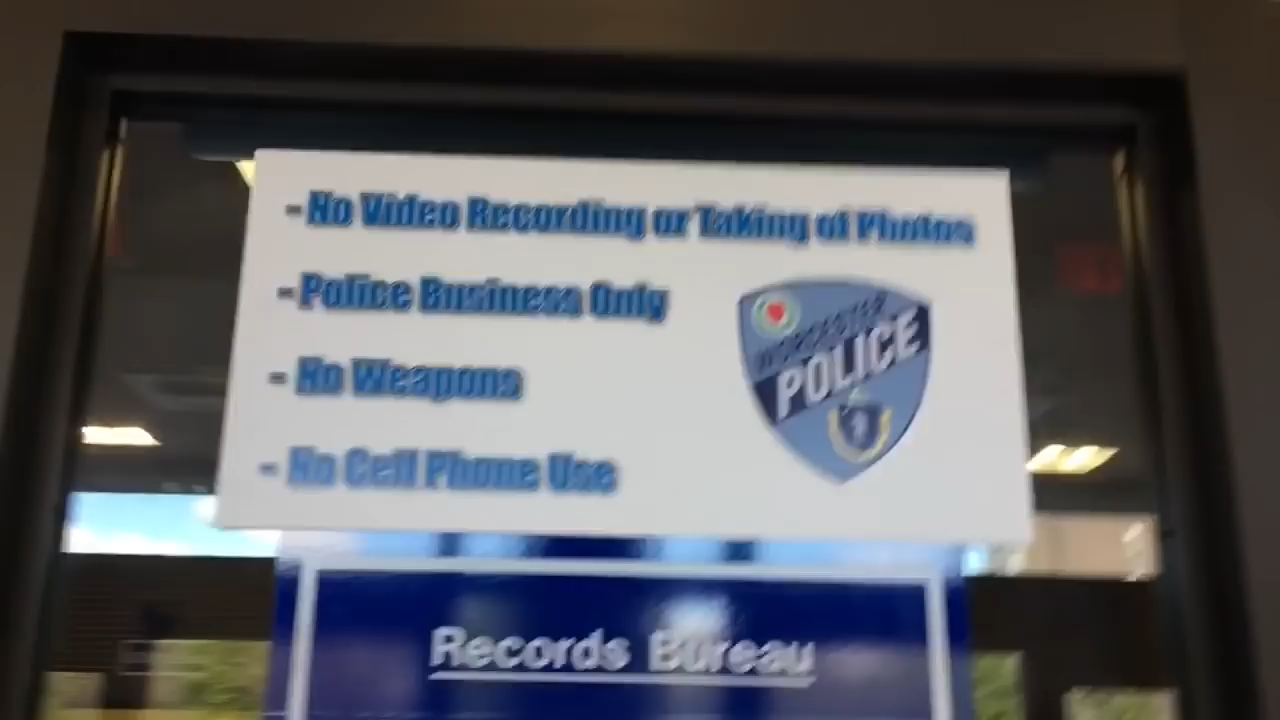 - No Video Recording or Taking of Photos
- Police Business Only
- No Weapons
- No Cell Phone Use
WORCESTER
POLICE
Records Bureau